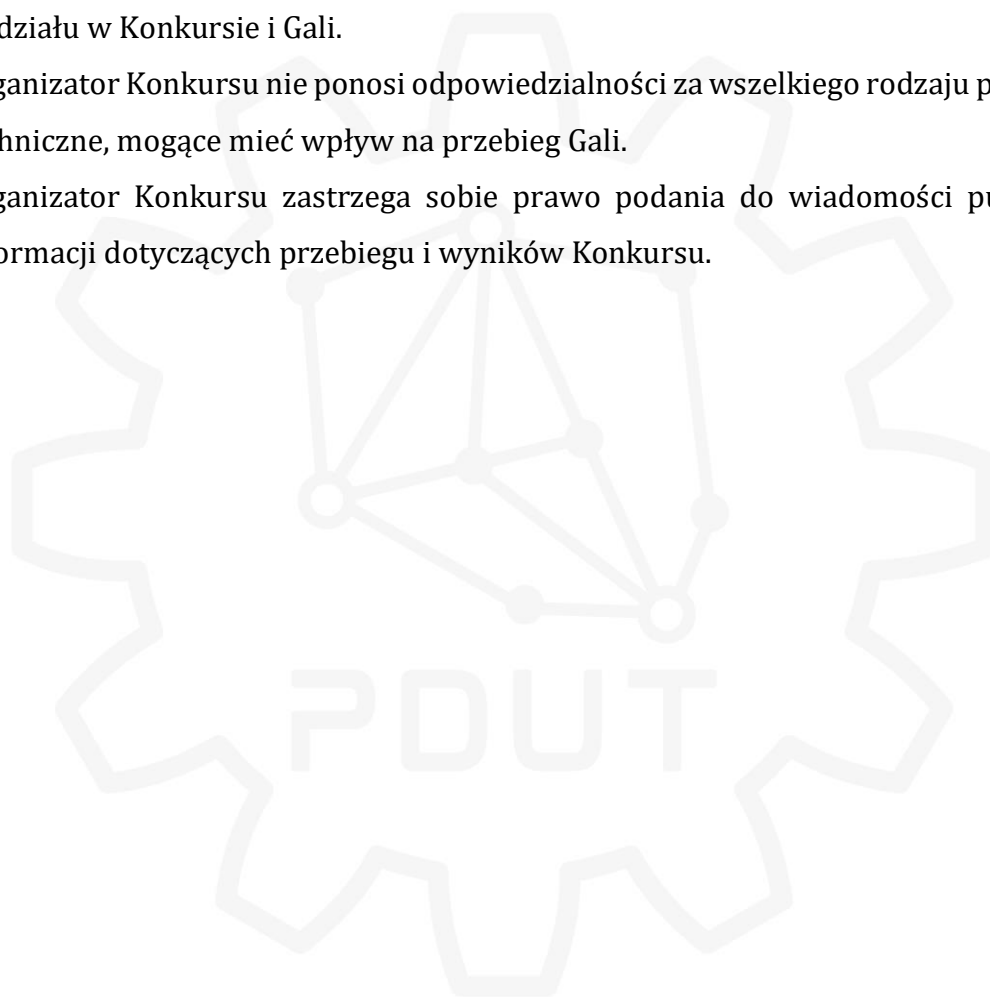 działu w Konkursie i Gali.
ganizator Konkursu nie ponosi odpowiedzialności za wszelkiego rodzaju p
hniczne, mogące mieć wpływ na przebieg Gali.
ganizator Konkursu zastrzega sobie prawo podania do wiadomości pu
ormacji dotyczących przebiegu i wyników Konkursu.
PDUT